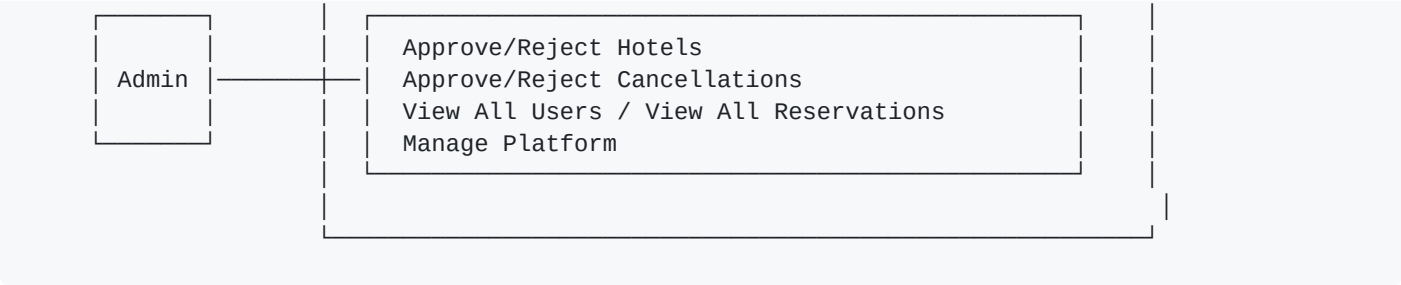 Approve/Reject Hotels
Admin Approve/Reject Cancellations
View All Users / View All Reservations
Manage Platform